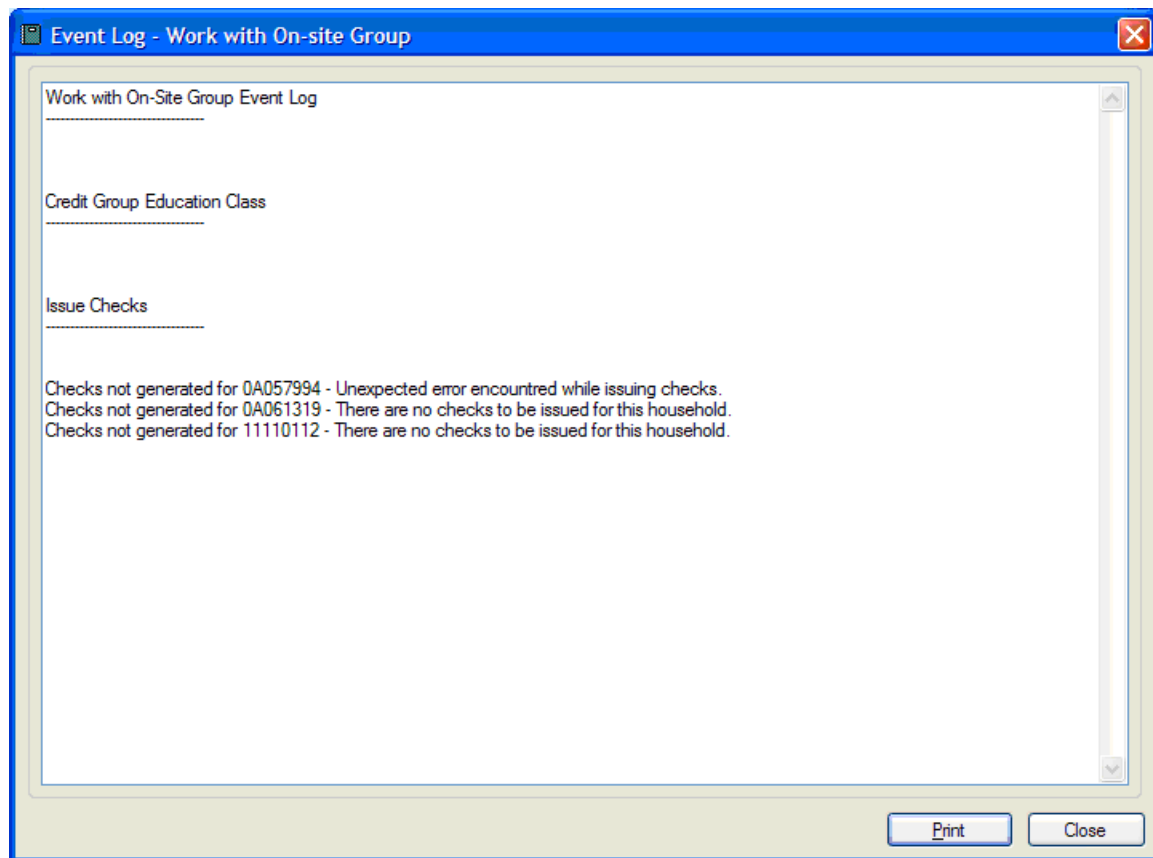 Event Log - Work with On-site Group
Work with On-Site Group Event Log
--------------------------------
Credit Group Education Class
--------------------------------
Issue Checks
--------------------------------
Checks not generated for 0A057994 - Unexpected error encountred while issuing checks.
Checks not generated for 0A061319 - There are no checks to be issued for this household.
Checks not generated for 11110112 - There are no checks to be issued for this household.
Print
Close